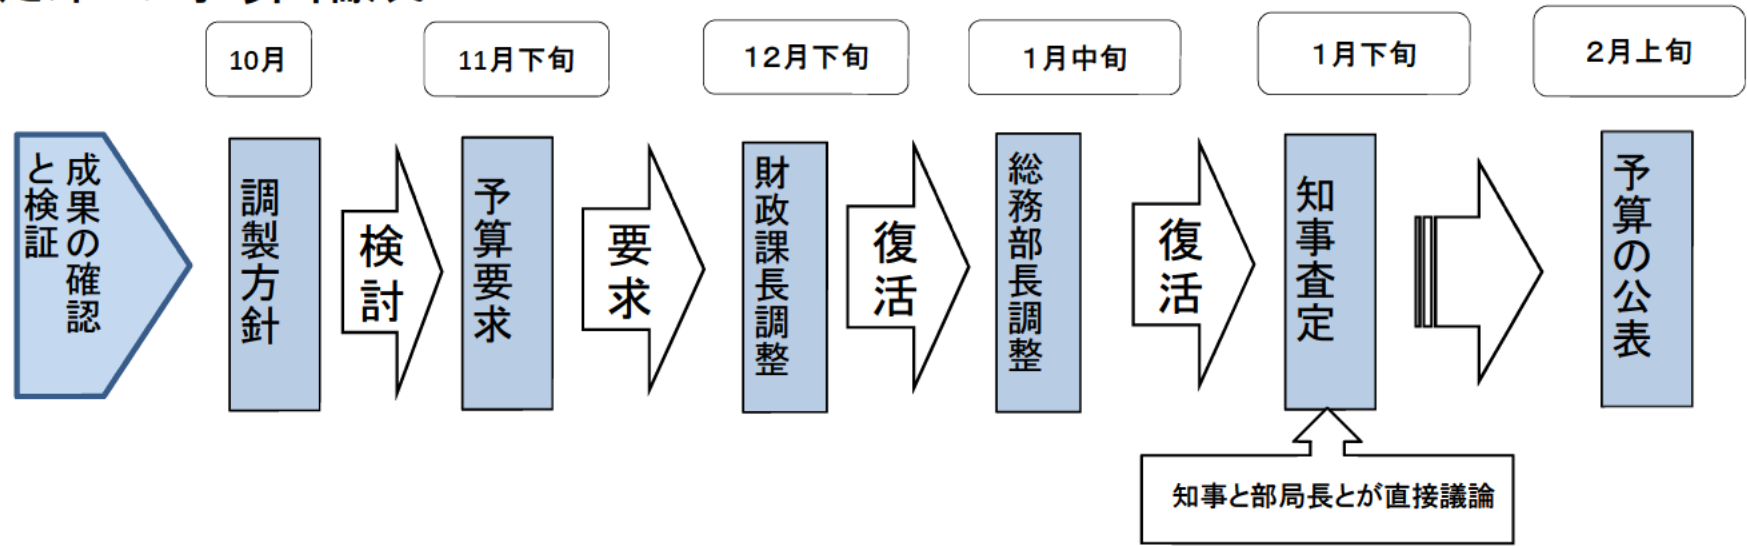 10月
11月下旬
12月下旬
1月中旬
1月下旬
2月上旬
成果の確認
と検証
調製方針
検討
予算要求
要求
財政課長調整
復活
総務部長調整
復活
知事査定
予算の公表
知事と部局長とが直接議論